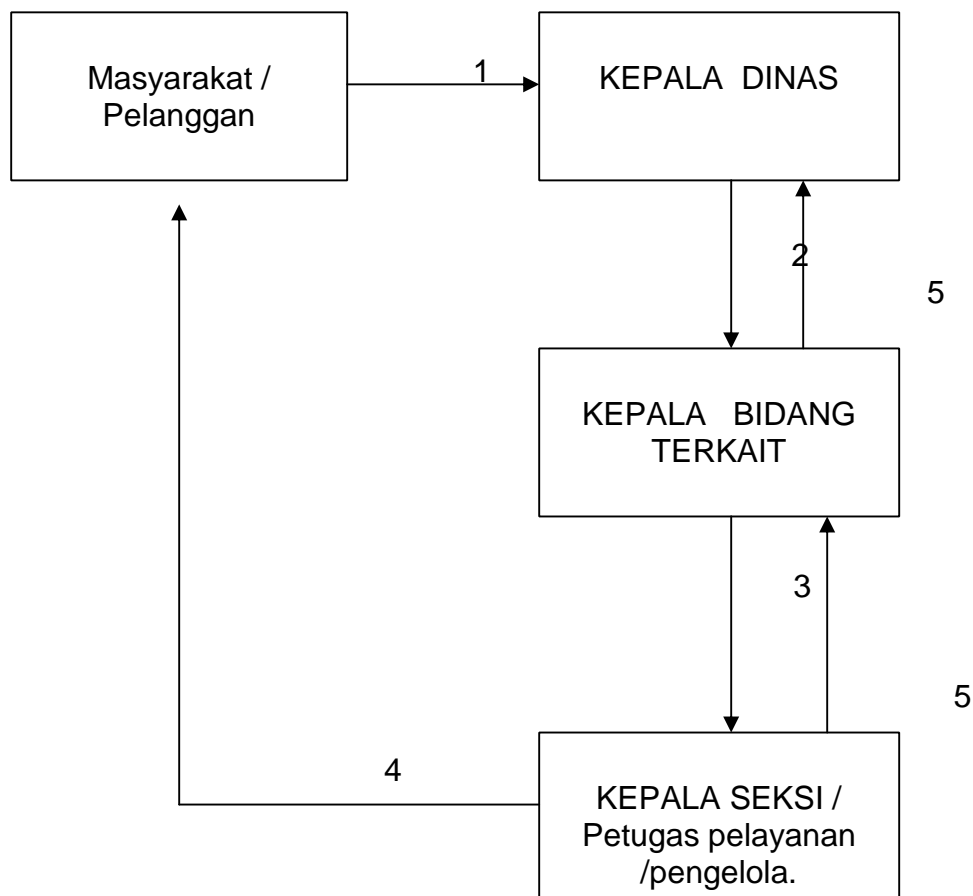 Masyarakat /
Pelanggan
1
KEPALA DINAS
2
5
KEPALA BIDANG
TERKAIT
3
5
4
KEPALA SEKSI /
Petugas pelayanan
/pengelola.